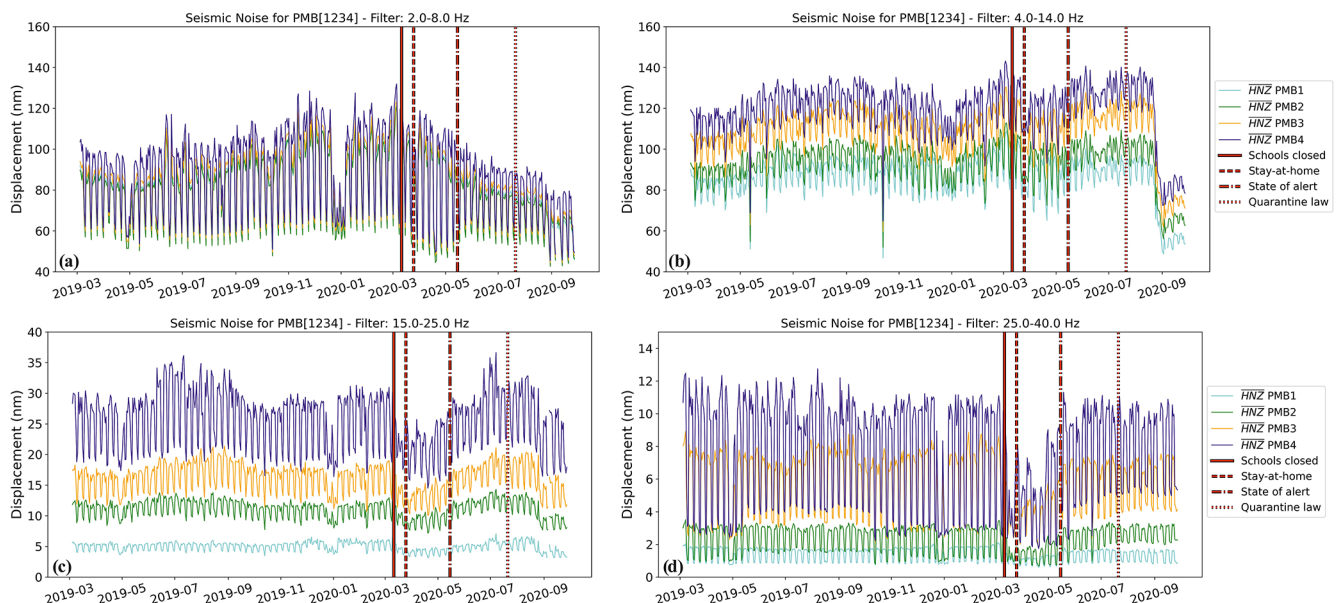 Seismic Noise for PMB[1234] - Filter: 2.0-8.0 Hz
Displacement (nm)
160
140
120
100
80
60
40
(a)
2019-03
2019-05
2019-07
2019-09
2019-11
2020-01
2020-03
2020-05
2020-07
2020-09
Seismic Noise for PMB[1234] - Filter: 4.0-14.0 Hz
Displacement (nm)
160
140
120
100
80
60
40
(b)
2019-03
2019-05
2019-07
2019-09
2019-11
2020-01
2020-03
2020-05
2020-07
2020-09
HNZ PMB1
HNZ PMB2
HNZ PMB3
HNZ PMB4
Schools closed
Stay-at-home
State of alert
Quarantine law
Seismic Noise for PMB[1234] - Filter: 15.0-25.0 Hz
Displacement (nm)
40
35
30
25
20
15
10
5
0
(c)
2019-03
2019-05
2019-07
2019-09
2019-11
2020-01
2020-03
2020-05
2020-07
2020-09
Seismic Noise for PMB[1234] - Filter: 25.0-40.0 Hz
Displacement (nm)
14
12
10
8
6
4
2
0
(d)
2019-03
2019-05
2019-07
2019-09
2019-11
2020-01
2020-03
2020-05
2020-07
2020-09
HNZ PMB1
HNZ PMB2
HNZ PMB3
HNZ PMB4
Schools closed
Stay-at-home
State of alert
Quarantine law